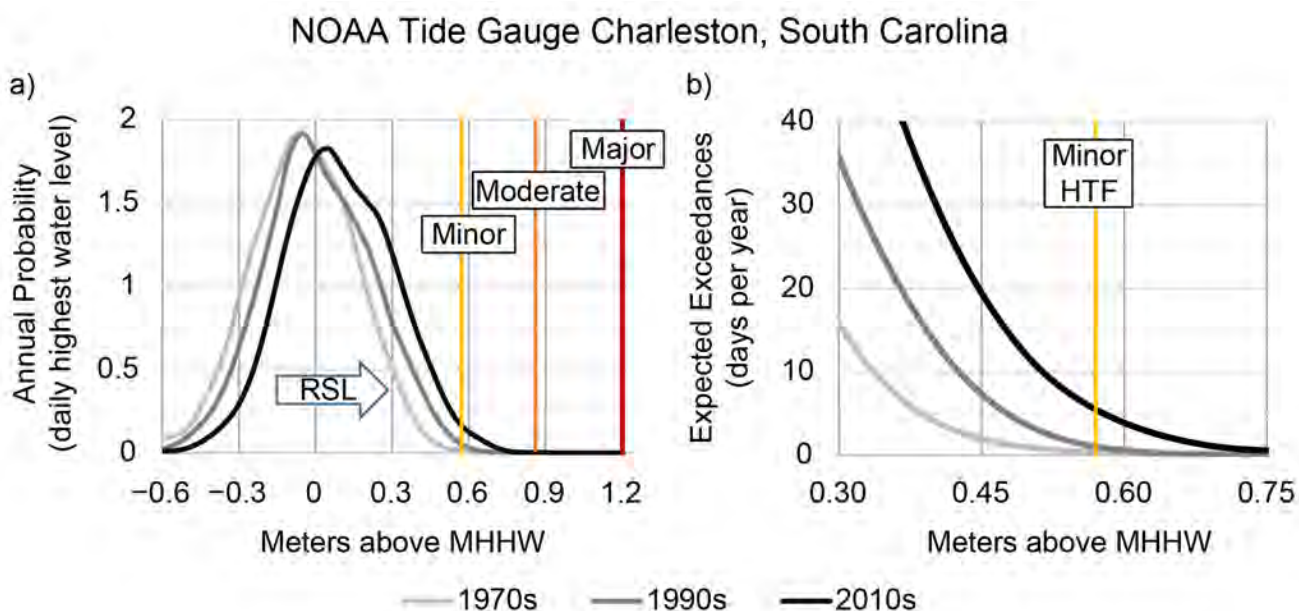 NOAA Tide Gauge Charleston, South Carolina
a)
Annual Probability
(daily highest water level)
2
1.5
1
0.5
0
Major
Moderate
Minor
RSL
−0.6 −0.3 0 0.3 0.6 0.9 1.2
Meters above MHHW
b)
Expected Exceedances
(days per year)
40
30
20
10
0
Minor
HTF
0.30 0.45 0.60 0.75
Meters above MHHW
1970s 1990s 2010s